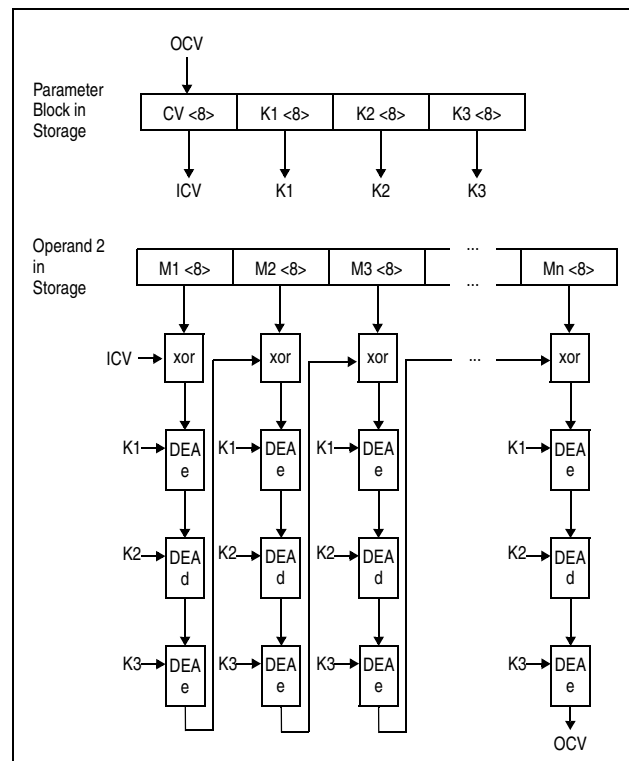 OCV
Parameter
Block in
Storage
CV <8> K1 <8> K2 <8> K3 <8>
ICV K1 K2 K3
Operand 2
in
Storage
...
M1 <8> M2 <8> M3 <8> ... Mn <8>
ICV xor xor xor ... xor
K1 DEA K1 DEA K1 DEA K1 DEA
e e e e
K2 DEA K2 DEA K2 DEA K2 DEA
d d d d
K3 DEA K3 DEA K3 DEA K3 DEA
e e e e
OCV